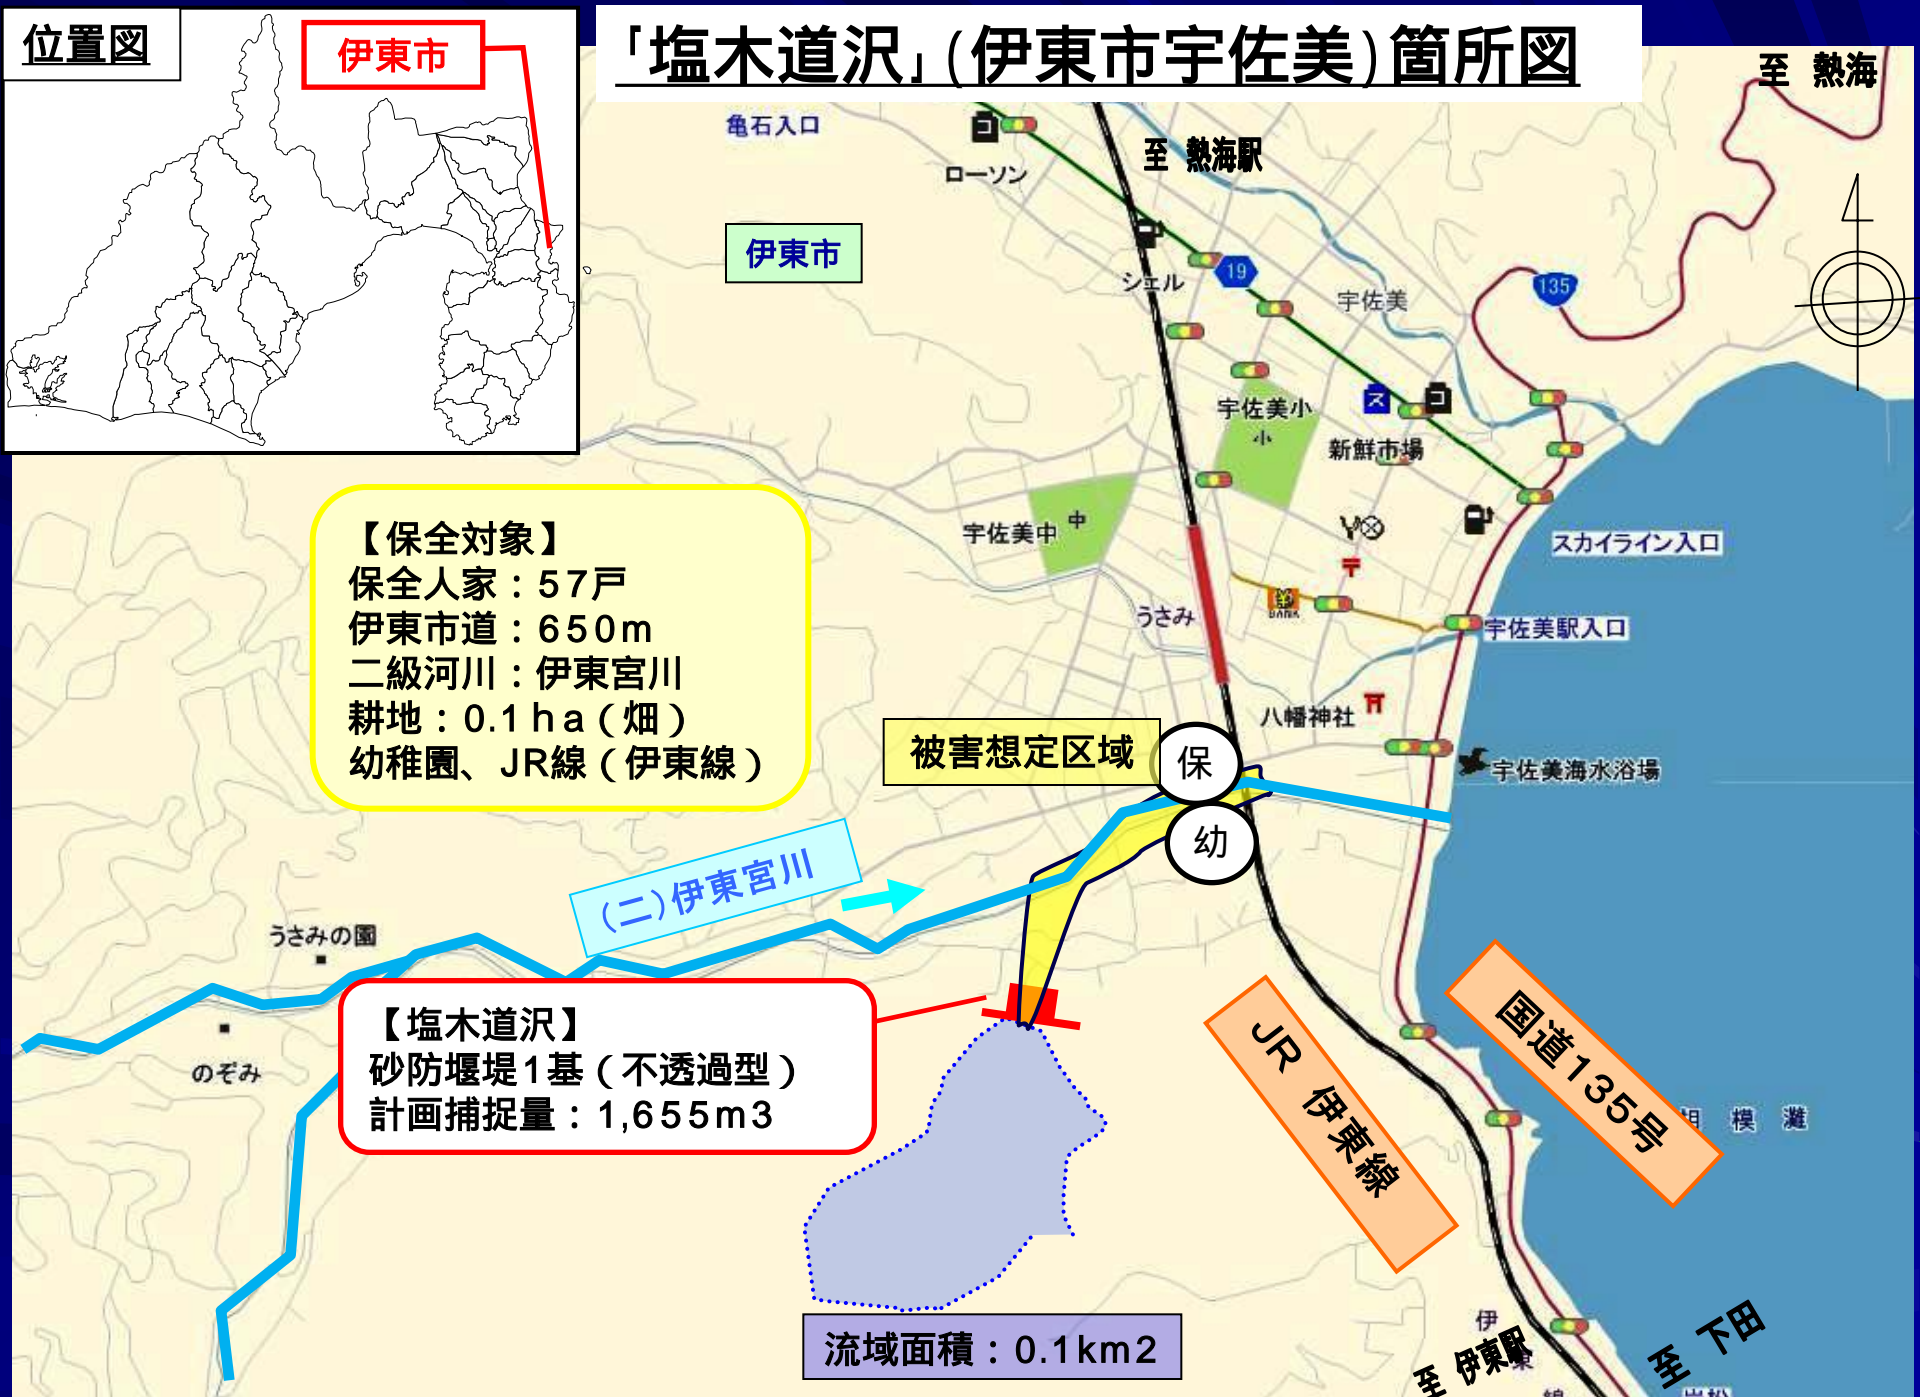 位置図
伊東市
「塩木道沢」(伊東市宇佐美)箇所図
至 熱海
亀石入口
コ
ローソン
至 熱海駅
伊東市
シェル
19
宇佐美
135
宇佐美小
小
ス
コ
新鮮市場
宇佐美中
中
スカイライン入口
【保全対象】
保全人家：57戸
伊東市道：650m
二級河川：伊東宮川
耕地：0.1ha（畑）
幼稚園、JR線（伊東線）
うさみ
BANK
宇佐美駅入口
八幡神社
被害想定区域
保
幼
宇佐美海水浴場
(二)伊東宮川
うさみの園
のぞみ
【塩木道沢】
砂防堰堤1基（不透過型）
計画捕捉量：1,655m3
JR 伊東線
国道135号
模 灘
流域面積：0.1km2
伊
東
至 伊東駅
至 下田